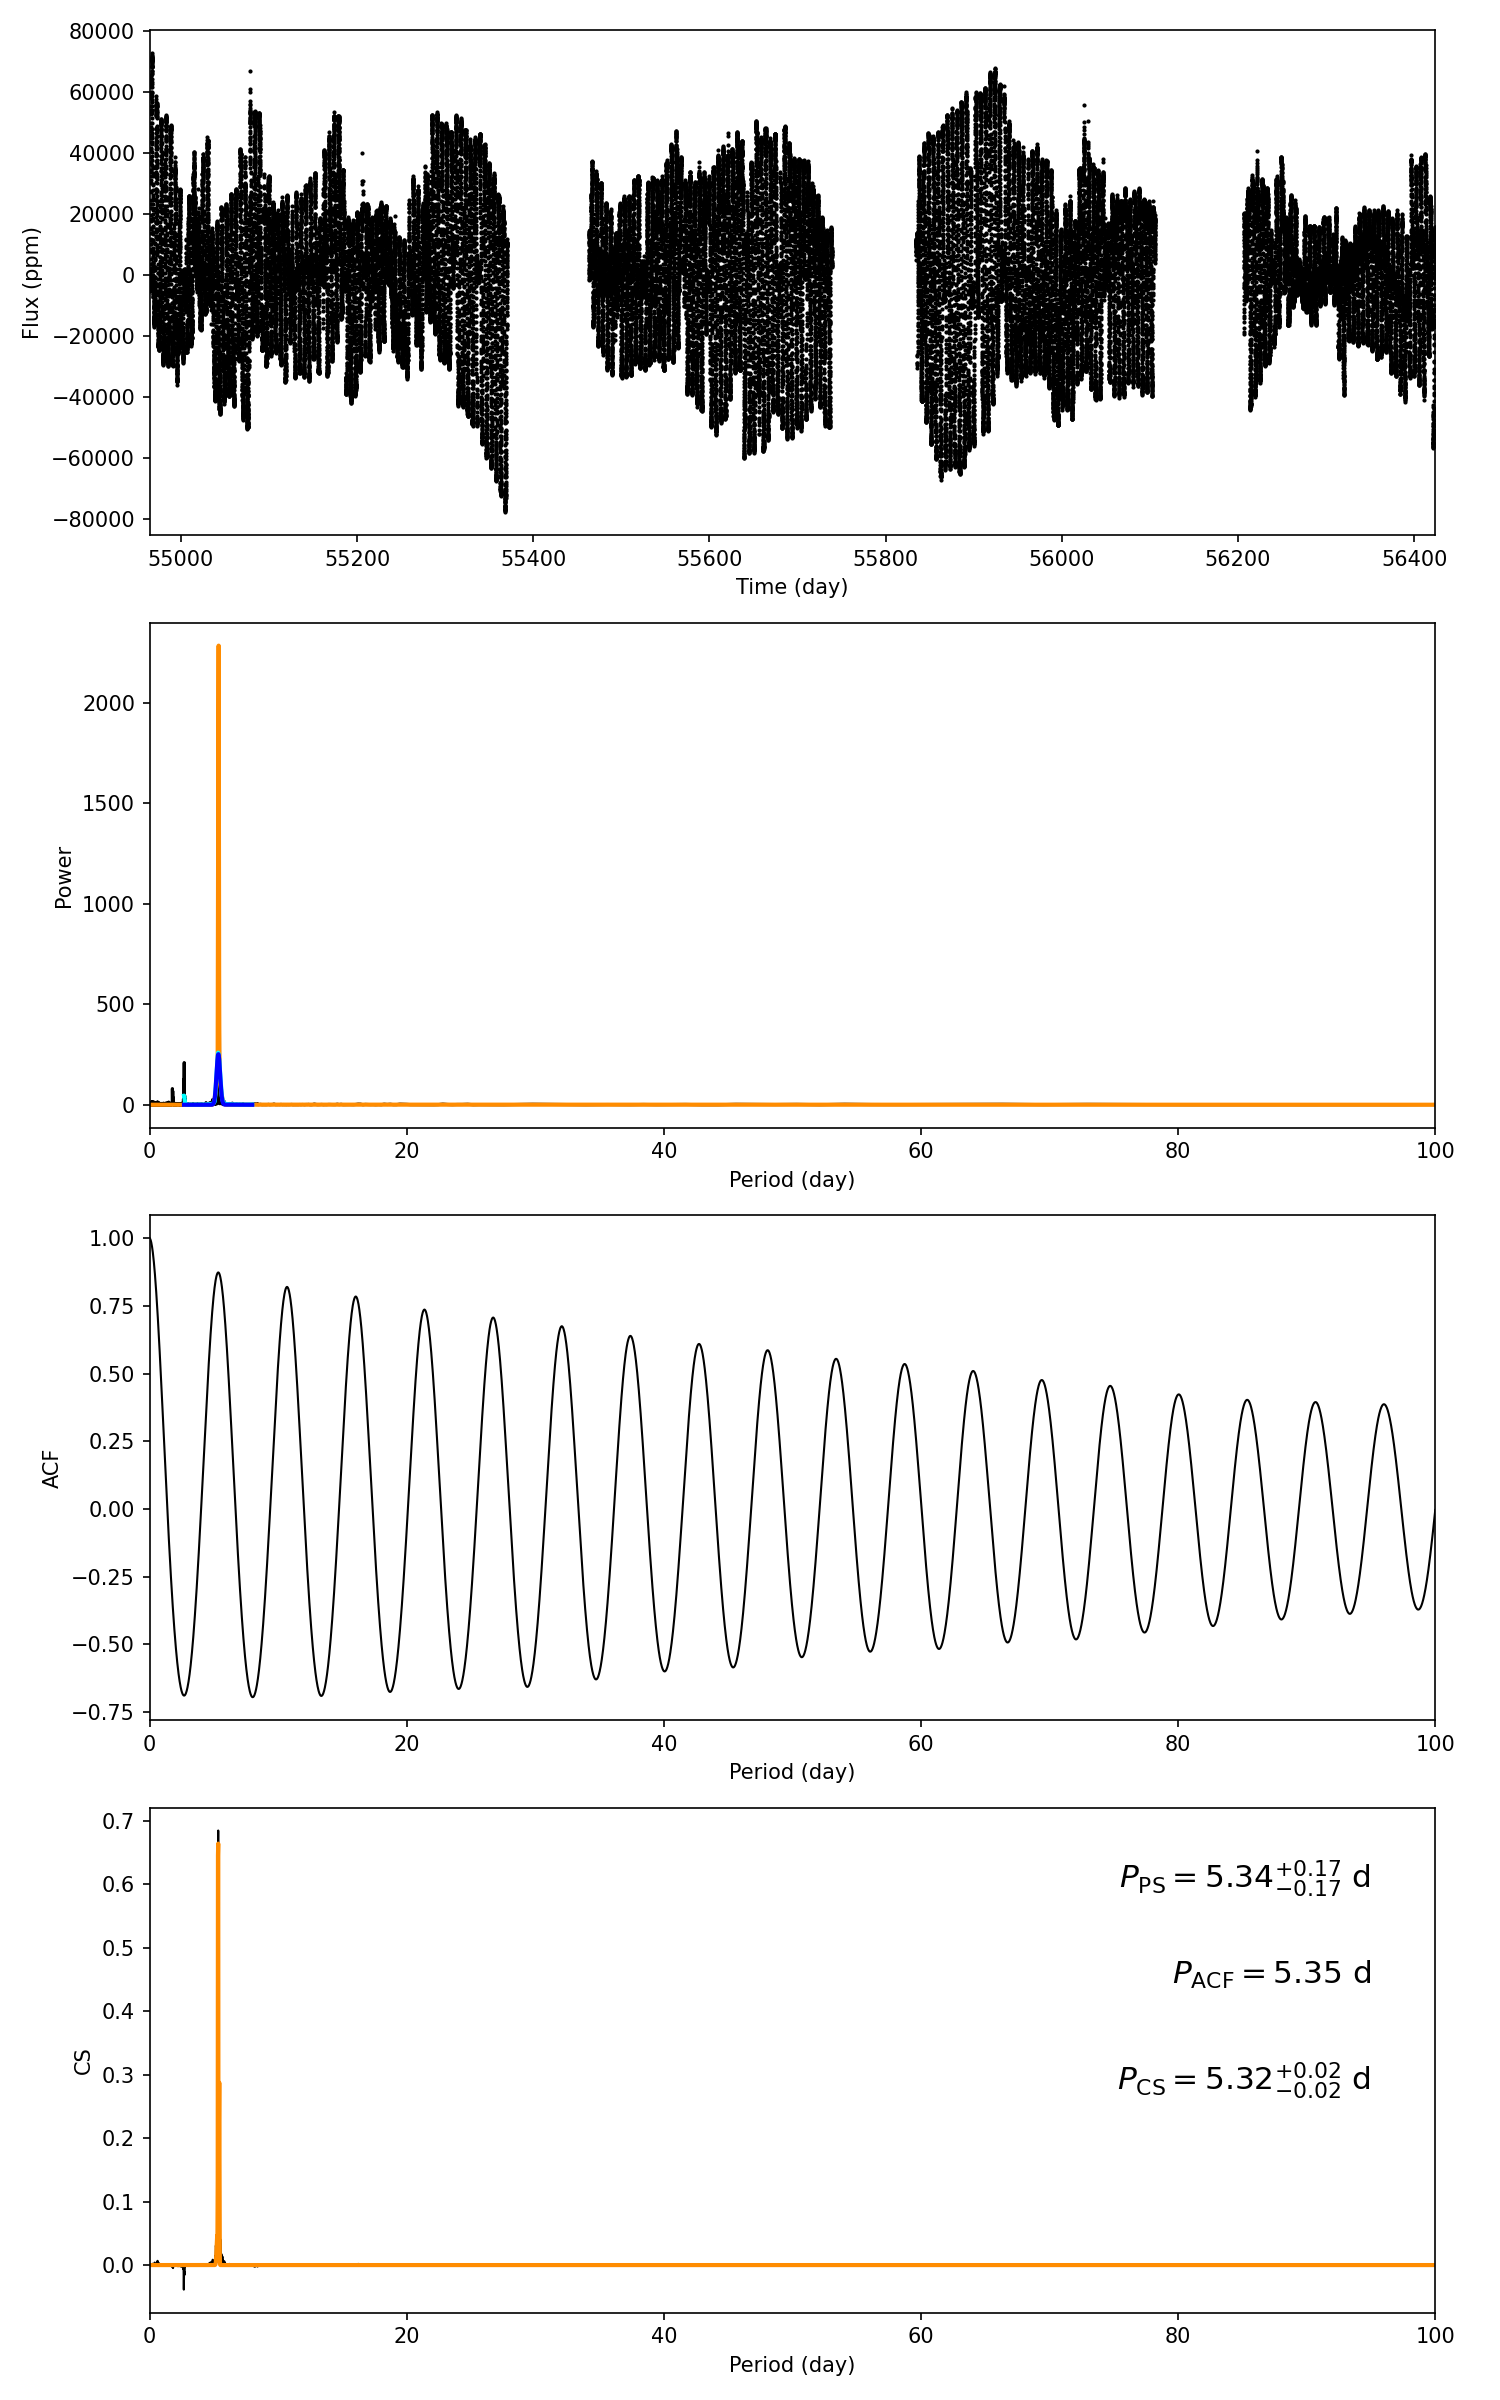 80000
60000
40000
20000
0
−20000
−40000
−60000
−80000
Flux (ppm)
55000 55200 55400 55600 55800 56000 56200 56400
Time (day)
2000
1500
1000
500
0
Power
0 20 40 60 80 100
Period (day)
1.00
0.75
0.50
0.25
0.00
−0.25
−0.50
−0.75
ACF
0 20 40 60 80 100
Period (day)
0.7
0.6
0.5
0.4
0.3
0.2
0.1
0.0
CS
P_PS = 5.34^{+0.17}_{−0.17} d
P_ACF = 5.35 d
P_CS = 5.32^{+0.02}_{−0.02} d
0 20 40 60 80 100
Period (day)